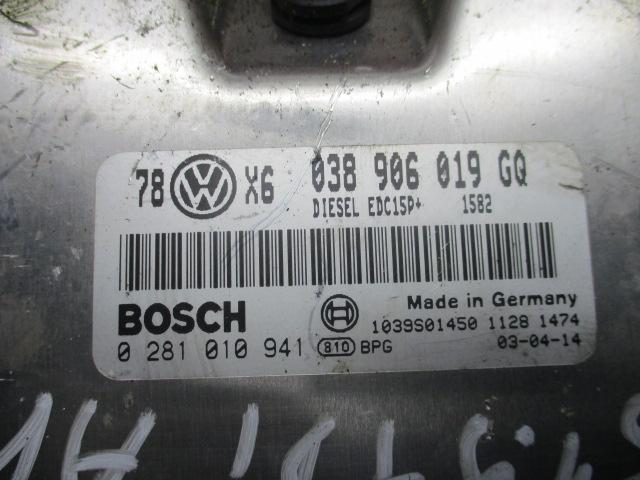 78 VW X6 038 906 019 GQ
DIESEL EDC15P+ 1582
BOSCH Made in Germany
1039S01450 1128 1474
0 281 010 941 810 BPG 03-04-14